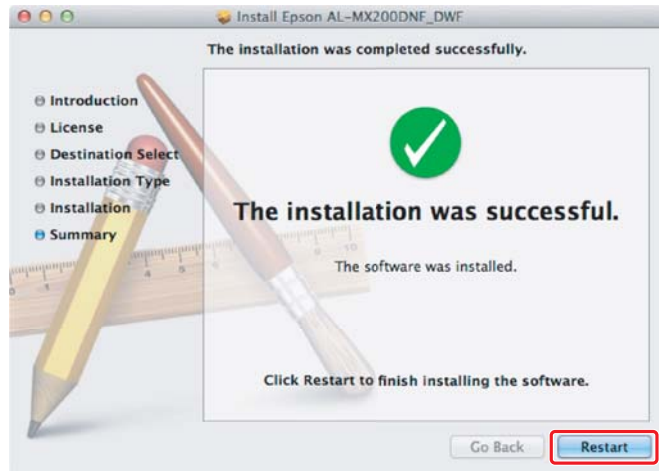 Install Epson AL-MX200DNF_DWF
The installation was completed successfully.
Introduction
License
Destination Select
Installation Type
Installation
Summary
The installation was successful.
The software was installed.
Click Restart to finish installing the software.
Go Back
Restart